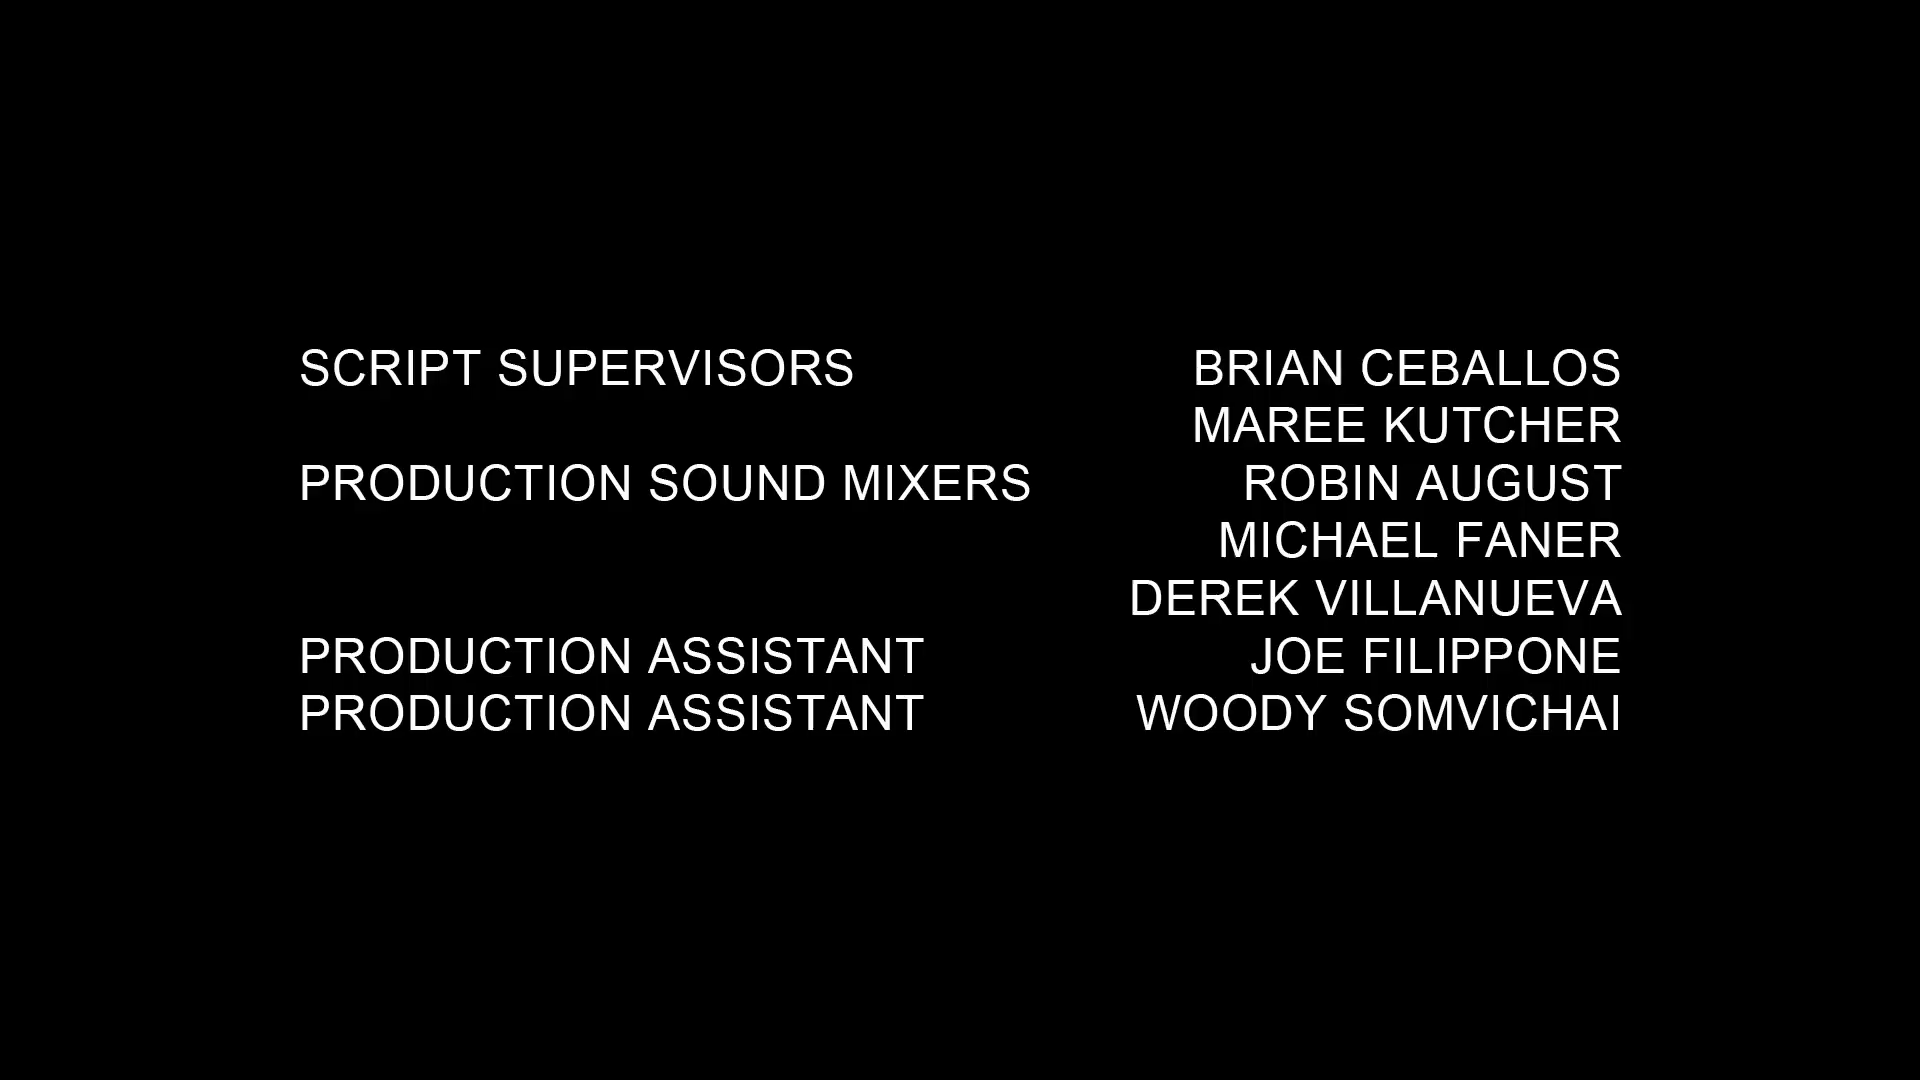 SCRIPT SUPERVISORS BRIAN CEBALLOS
MAREE KUTCHER
PRODUCTION SOUND MIXERS ROBIN AUGUST
MICHAEL FANER
DEREK VILLANUEVA
PRODUCTION ASSISTANT JOE FILIPPONE
PRODUCTION ASSISTANT WOODY SOMVICHAI